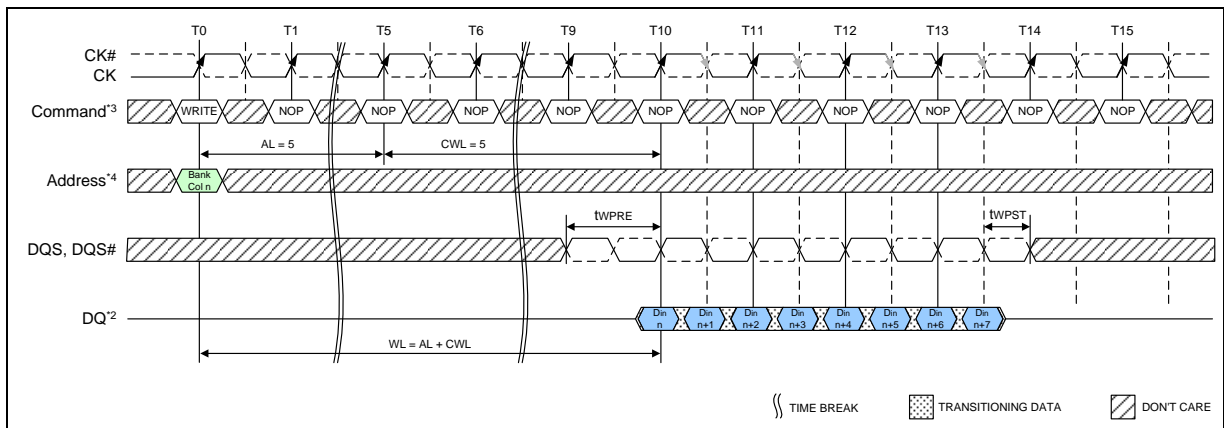 T0 T1 T5 T6 T9 T10 T11 T12 T13 T14 T15
CK#
CK
Command*3 WRITE NOP NOP NOP NOP NOP NOP NOP NOP NOP NOP
AL = 5 CWL = 5
Address*4 Bank Col n
tWPRE tWPST
DQS, DQS#
DQ*2 Din n Din n+1 Din n+2 Din n+3 Din n+4 Din n+5 Din n+6 Din n+7
WL = AL + CWL
TIME BREAK TRANSITIONING DATA DON'T CARE